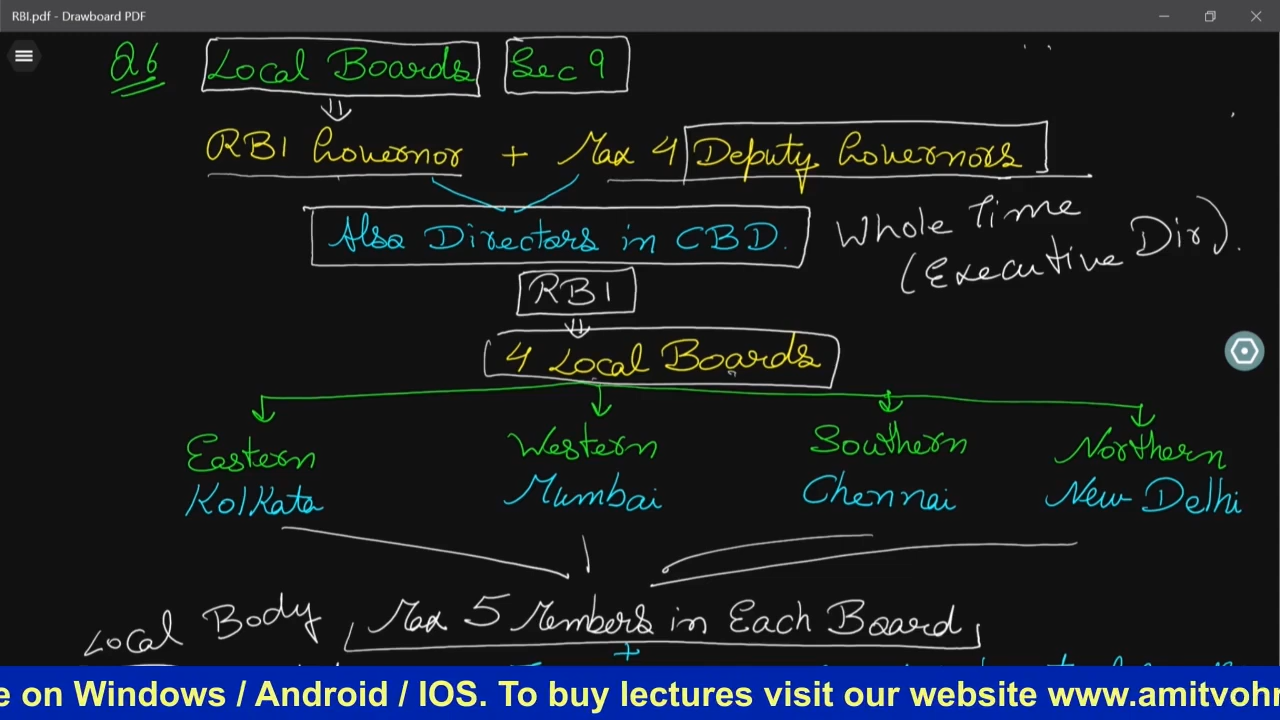 RBI.pdf - Drawboard PDF
Q6 Local Boards Sec 9
RBI Governor + Max 4 Deputy Governors
Also Directors in CBD. Whole Time
(Executive Dir).
RBI
4 Local Boards
Eastern Western Southern Northern
Kolkata Mumbai Chennai New Delhi
Local Body Max 5 Members in Each Board
+
e on Windows / Android / IOS. To buy lectures visit our website www.amitvohr